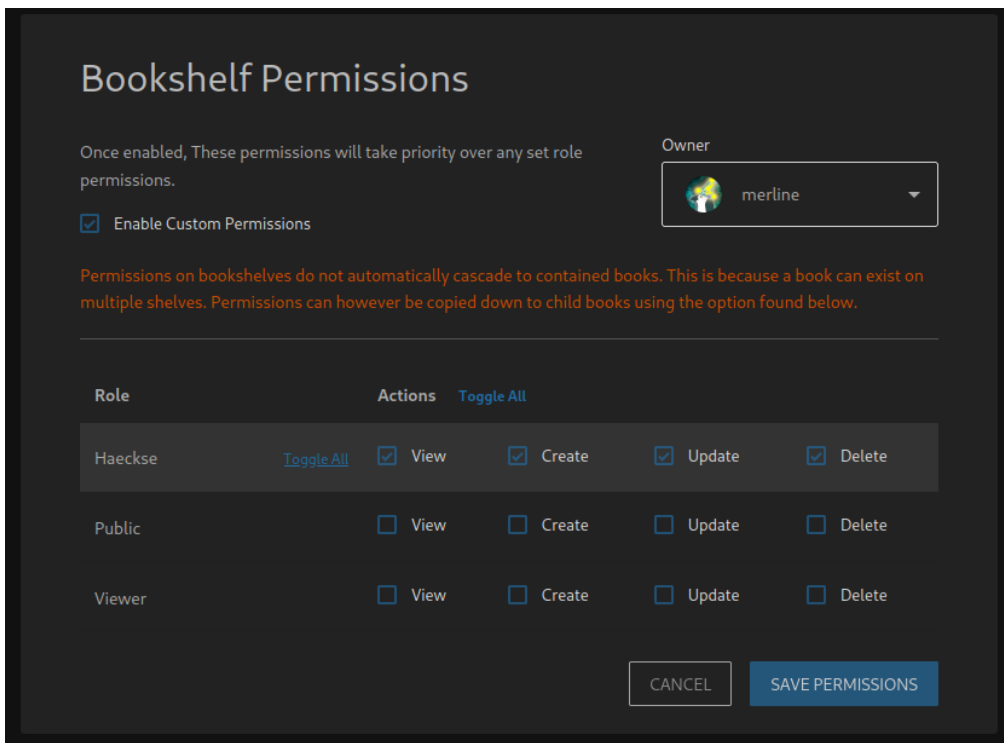 Bookshelf Permissions
Once enabled, These permissions will take priority over any set role
permissions.
Enable Custom Permissions
Owner
merline
Permissions on bookshelves do not automatically cascade to contained books. This is because a book can exist on
multiple shelves. Permissions can however be copied down to child books using the option found below.
Role Actions Toggle All
Haeckse Toggle All View Create Update Delete
Public View Create Update Delete
Viewer View Create Update Delete
CANCEL SAVE PERMISSIONS